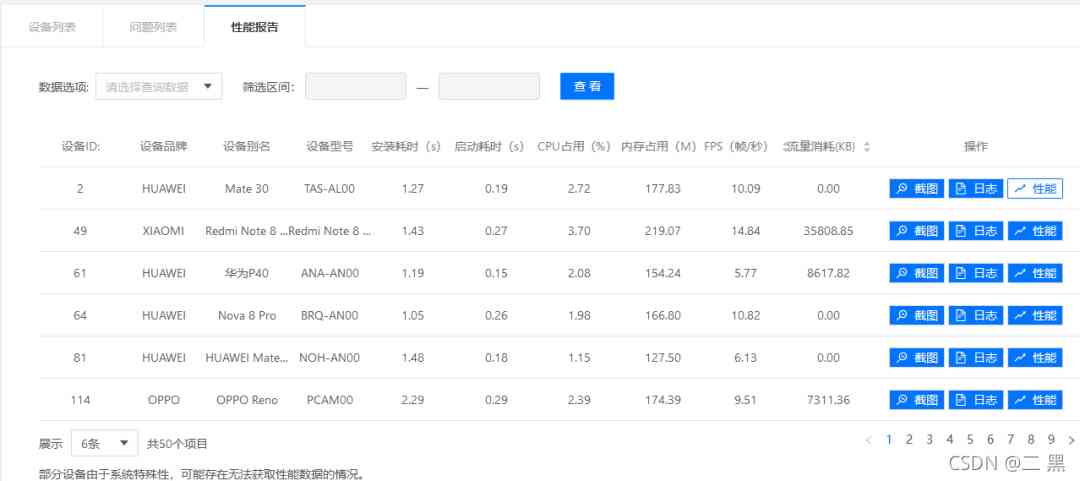 设备列表 问题列表 性能报告
数据选项: 请选择查询数据 筛选区间： — 查 看
设备ID: 设备品牌 设备别名 设备型号 安装耗时（s） 启动耗时（s） CPU占用（%） 内存占用（M） FPS（帧/秒） 流量消耗(KB) 操作
2 HUAWEI Mate 30 TAS-AL00 1.27 0.19 2.72 177.83 10.09 0.00 截图 日志 性能
49 XIAOMI Redmi Note 8 ... Redmi Note 8 ... 1.43 0.27 3.70 219.07 14.84 35808.85 截图 日志 性能
61 HUAWEI 华为P40 ANA-AN00 1.19 0.15 2.08 154.24 5.77 8617.82 截图 日志 性能
64 HUAWEI Nova 8 Pro BRQ-AN00 1.05 0.26 1.98 166.80 10.82 0.00 截图 日志 性能
81 HUAWEI HUAWEI Mate... NOH-AN00 1.48 0.18 1.15 127.50 6.13 0.00 截图 日志 性能
114 OPPO OPPO Reno PCAM00 2.29 0.29 2.39 174.39 9.51 7311.36 截图 日志 性能
展示 6条 共50个项目 < 1 2 3 4 5 6 7 8 9 >
部分设备由于系统特殊性，可能存在无法获取性能数据的情况。
CSDN @二 黑